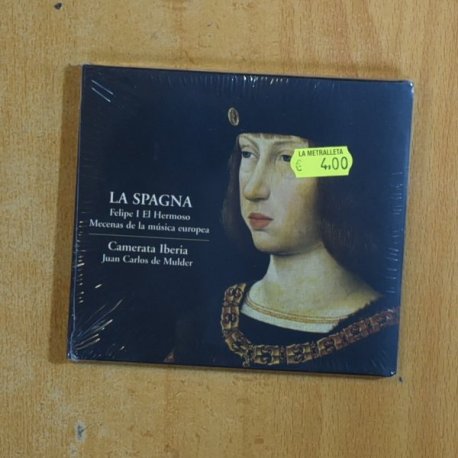 LA METRALLETA
€ 4,00
LA SPAGNA
Felipe I El Hermoso
Mecenas de la música europea
Camerata Iberia
Juan Carlos de Mulder